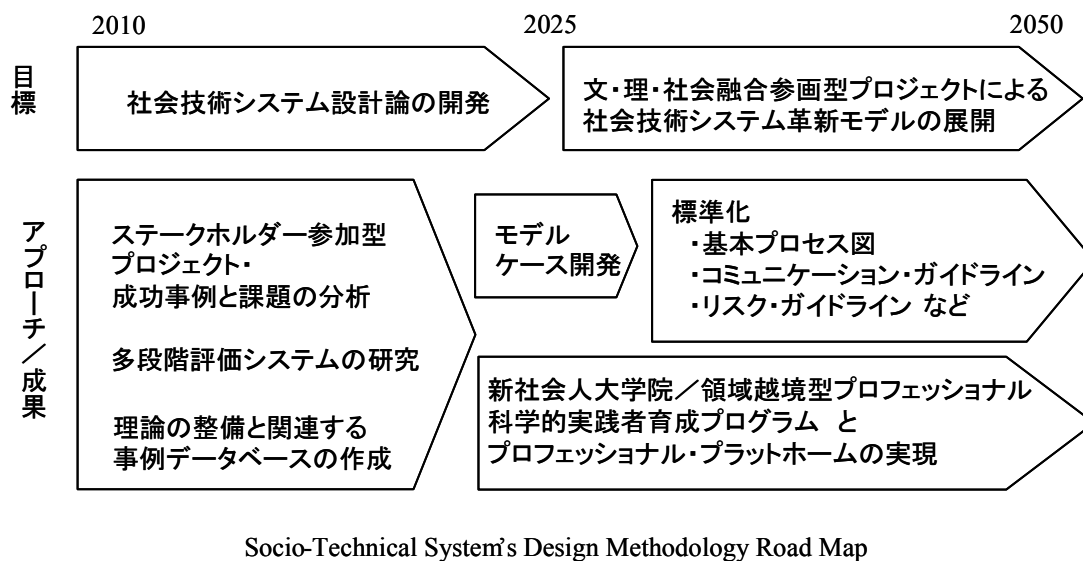 2010 2025 2050
目標
社会技術システム設計論の開発
文・理・社会融合参画型プロジェクトによる
社会技術システム革新モデルの展開
アプローチ／成果
ステークホルダー参加型
プロジェクト・
成功事例と課題の分析
多段階評価システムの研究
理論の整備と関連する
事例データベースの作成
モデル
ケース開発
標準化
・基本プロセス図
・コミュニケーション・ガイドライン
・リスク・ガイドライン など
新社会人大学院／領域越境型プロフェッショナル
科学的実践者育成プログラム と
プロフェッショナル・プラットホームの実現
Socio-Technical System's Design Methodology Road Map